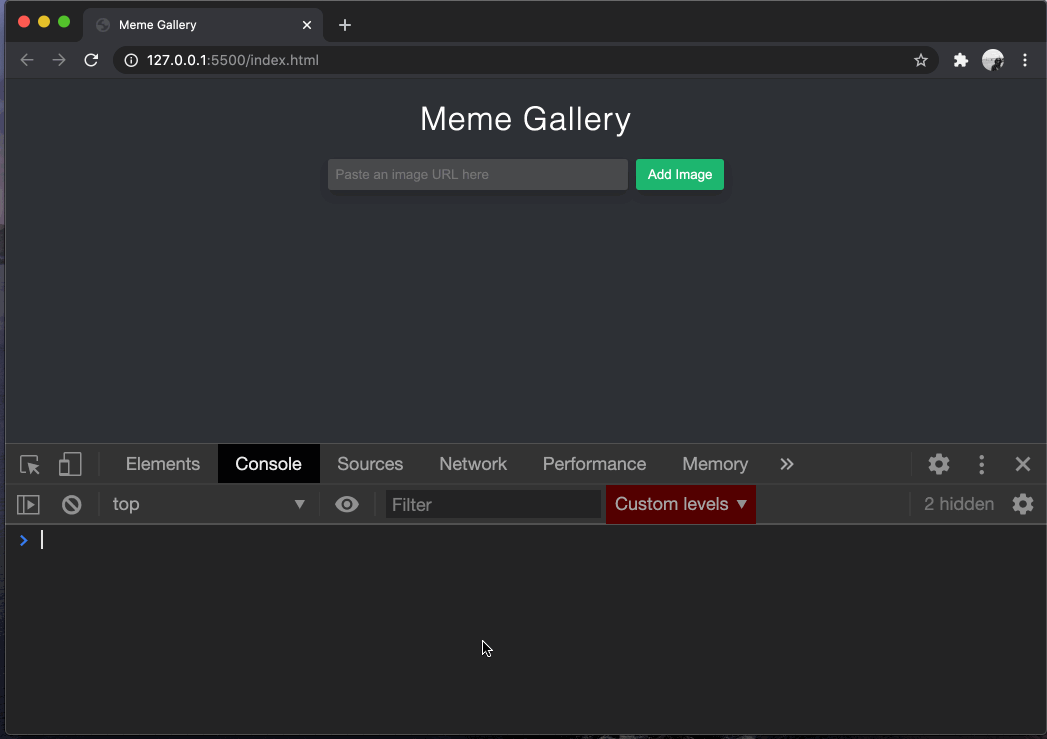 Meme Gallery
127.0.0.1:5500/index.html
Meme Gallery
Paste an image URL here Add Image
Elements Console Sources Network Performance Memory
top Filter Custom levels 2 hidden